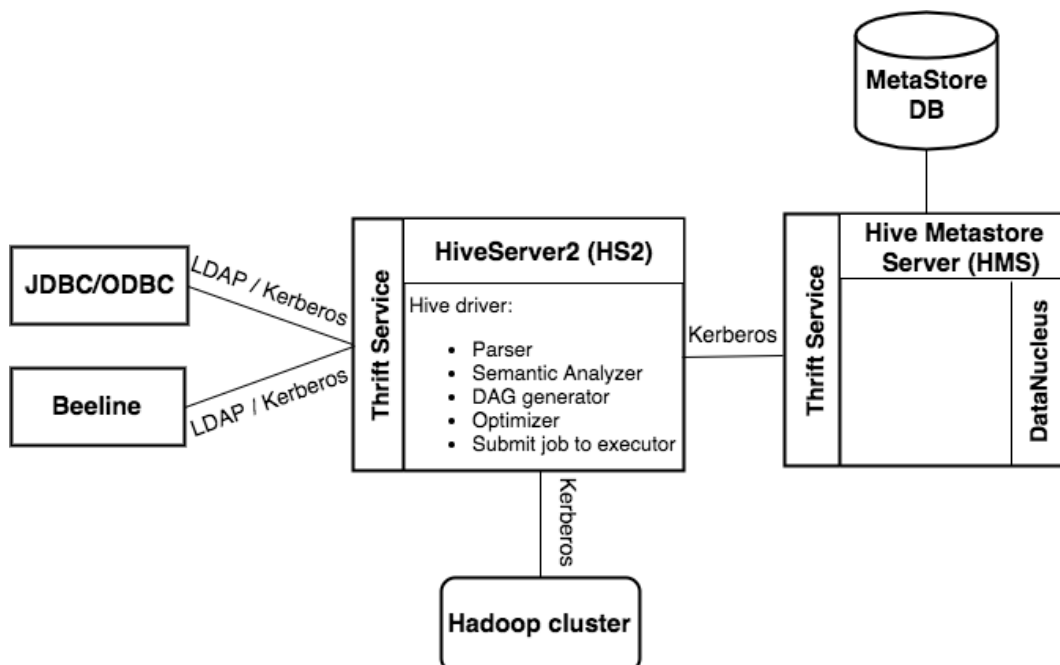 MetaStore
DB
JDBC/ODBC
LDAP / Kerberos
Beeline
LDAP / Kerberos
Thrift Service
HiveServer2 (HS2)
Hive driver:
• Parser
• Semantic Analyzer
• DAG generator
• Optimizer
• Submit job to executor
Kerberos
Kerberos
Hadoop cluster
Thrift Service
Hive Metastore
Server (HMS)
DataNucleus